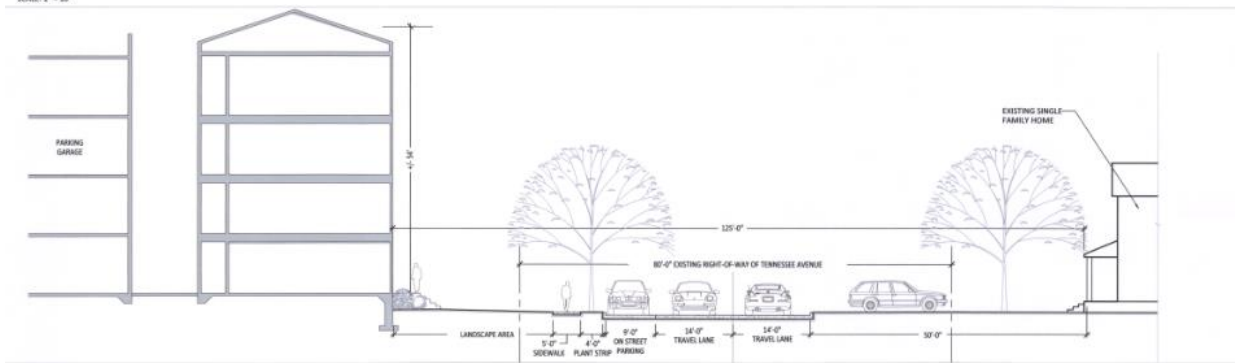 EXISTING SINGLE
FAMILY HOME
PARKING
GARAGE
+/- 54'
125'-0"
80'-0" EXISTING RIGHT-OF-WAY OF TENNESSEE AVENUE
LANDSCAPE AREA
5'-0"
SIDEWALK
4'-0"
PLANT STRIP
9'-0"
ON STREET
PARKING
14'-0"
TRAVEL LANE
14'-0"
TRAVEL LANE
50'-0"